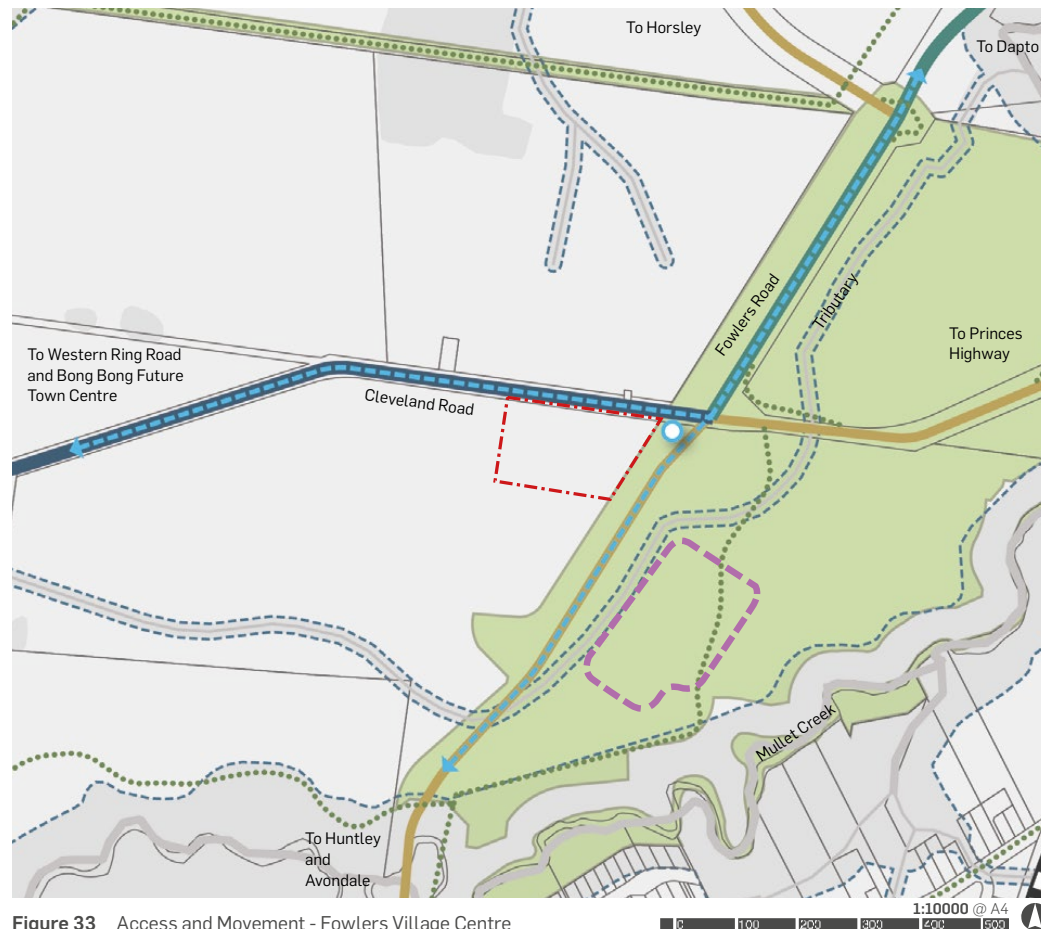 To Horsley
To Dapto
Fowlers Road
Tributary
To Princes
Highway
To Western Ring Road
and Bong Bong Future
Town Centre
Cleveland Road
Mullet Creek
To Huntley
and
Avondale
Figure 33 Access and Movement - Fowlers Village Centre
1:10000 @ A4
0 100 200 300 400 500